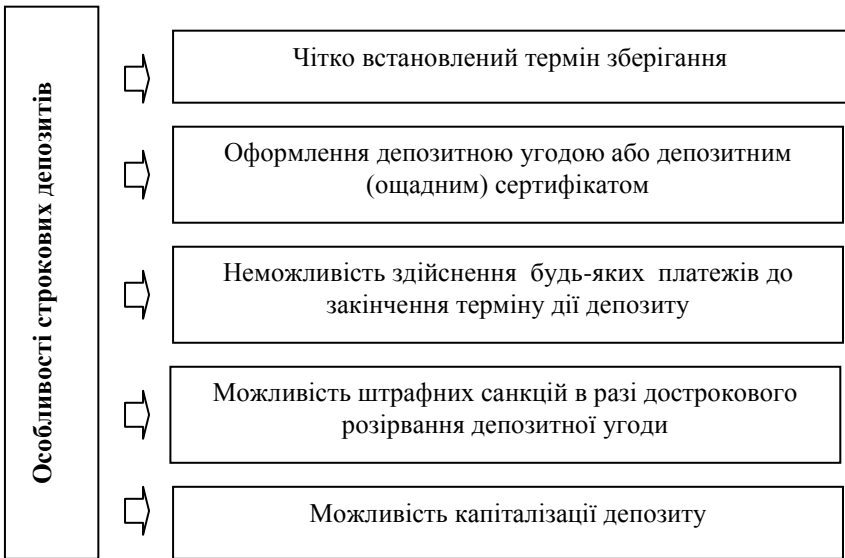 Особливості строкових депозитів
Чітко встановлений термін зберігання
Оформлення депозитною угодою або депозитним
(ощадним) сертифікатом
Неможливість здійснення будь-яких платежів до
закінчення терміну дії депозиту
Можливість штрафних санкцій в разі дострокового
розірвання депозитної угоди
Можливість капіталізації депозиту